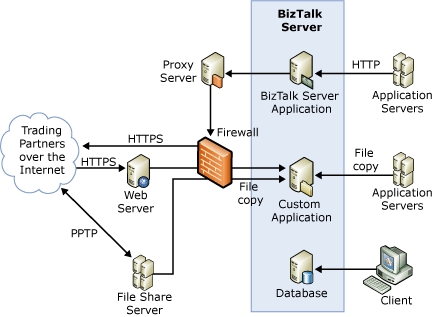 BizTalk
Server
Proxy
Server
HTTP
BizTalk Server
Application
Application
Servers
Trading
Partners
over the
Internet
HTTPS
Firewall
HTTPS
Web
Server
File
copy
Custom
Application
File
copy
Application
Servers
PPTP
File Share
Server
Database
Client